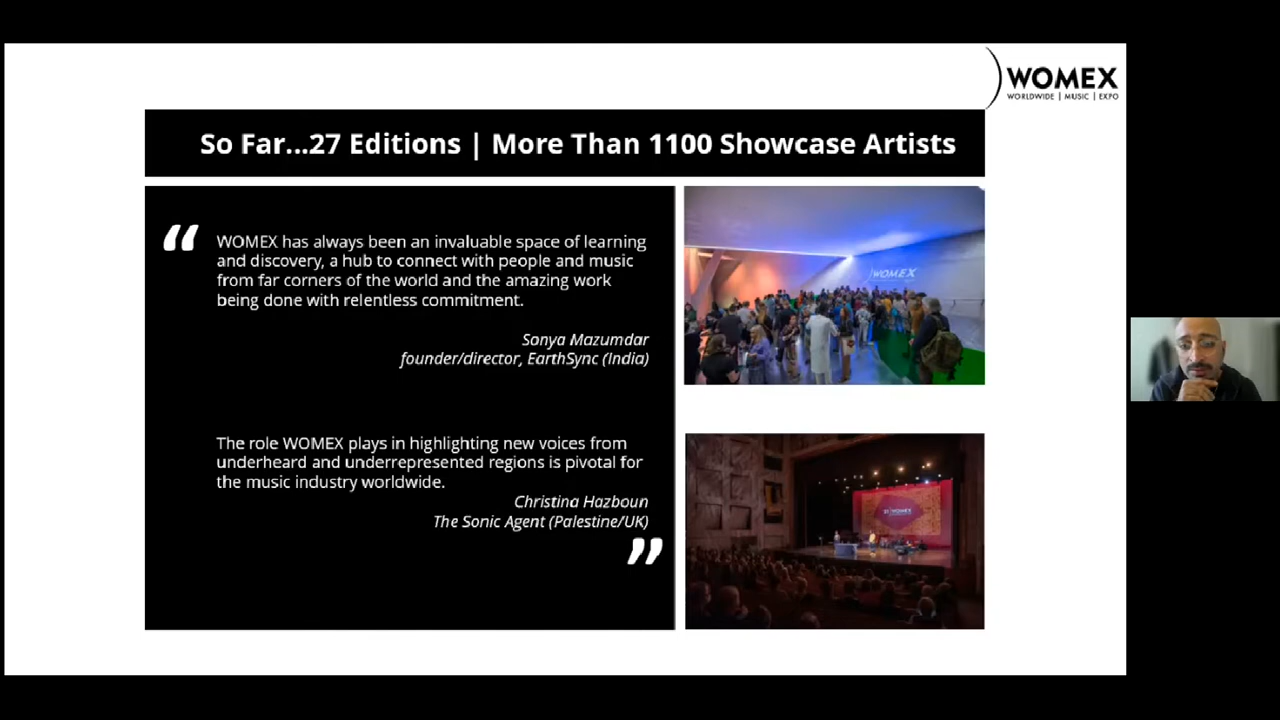 WOMEX
WORLDWIDE | MUSIC | EXPO
So Far...27 Editions | More Than 1100 Showcase Artists
“
WOMEX has always been an invaluable space of learning
and discovery, a hub to connect with people and music
from far corners of the world and the amazing work
being done with relentless commitment.
Sonya Mazumdar
founder/director, EarthSync (India)
The role WOMEX plays in highlighting new voices from
underheard and underrepresented regions is pivotal for
the music industry worldwide.
Christina Hazboun
The Sonic Agent (Palestine/UK)
”
WOMEX
WOMEX